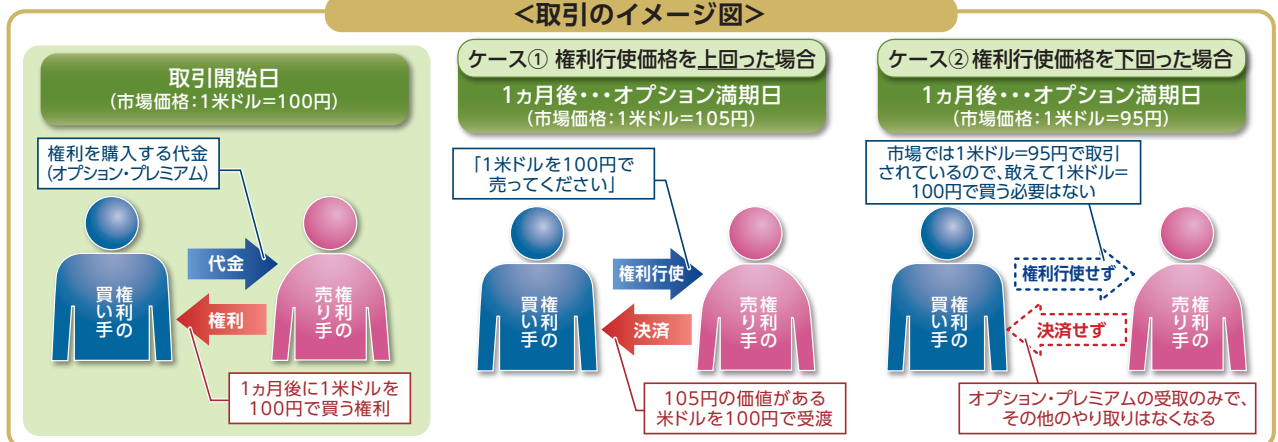 <取引のイメージ図>
取引開始日
(市場価格：1米ドル＝100円)
権利を購入する代金
(オプション・プレミアム)
代金
権利
権利の
買い手
権利の
売り手
1ヵ月後に1米ドルを
100円で買う権利
ケース① 権利行使価格を上回った場合
1ヵ月後・・・オプション満期日
(市場価格：1米ドル＝105円)
「1米ドルを100円で
売ってください」
権利行使
決済
権利の
買い手
権利の
売り手
105円の価値がある
米ドルを100円で受渡
ケース② 権利行使価格を下回った場合
1ヵ月後・・・オプション満期日
(市場価格：1米ドル＝95円)
市場では1米ドル＝95円で取引
されているので、敢えて1米ドル＝
100円で買う必要はない
権利行使せず
決済せず
権利の
買い手
権利の
売り手
オプション・プレミアムの受取のみで、
その他のやり取りはなくなる